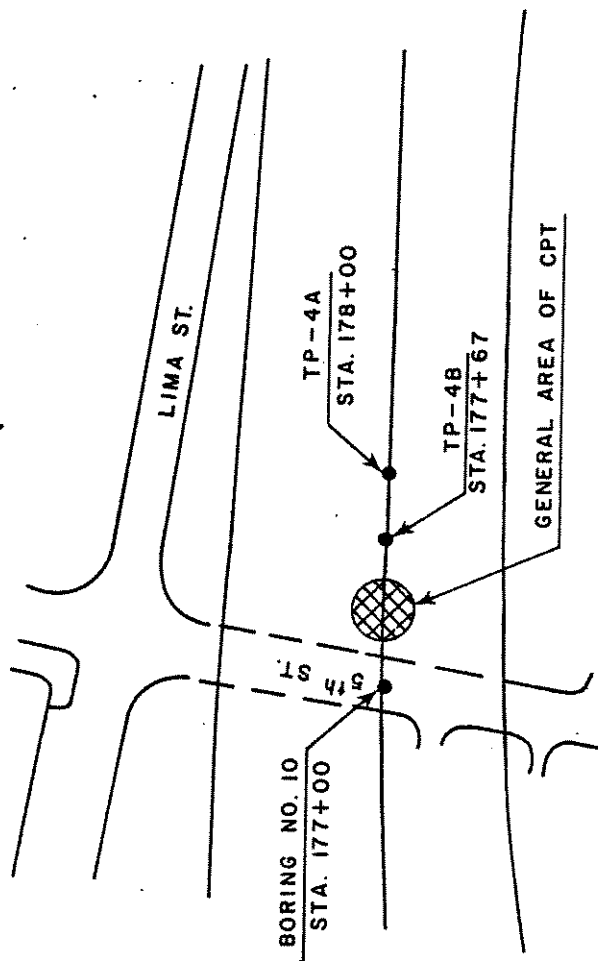 LIMA ST.
TP-4A
STA. 178+00
TP-4B
STA. 177+67
GENERAL AREA OF CPT
5th
ST.
BORING NO. 10
STA. 177+00